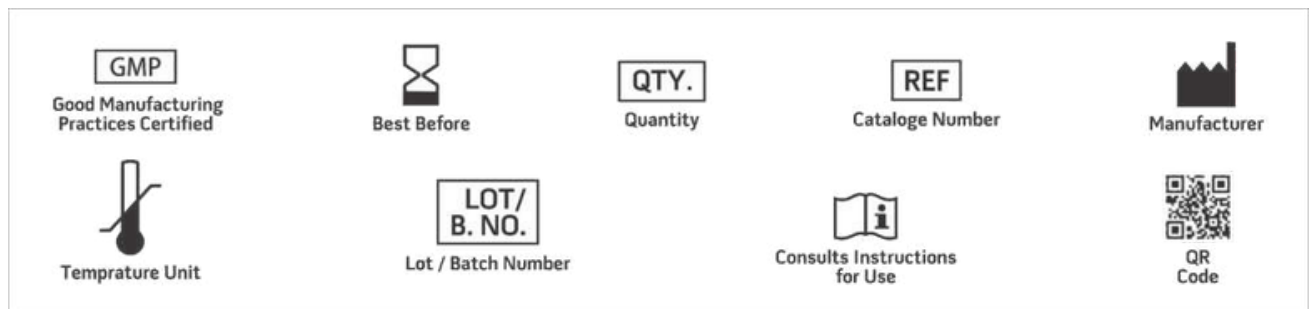 GMP
Good Manufacturing
Practices Certified
Best Before
QTY.
Quantity
REF
Cataloge Number
Manufacturer
Temprature Unit
LOT/
B. NO.
Lot / Batch Number
i
Consults Instructions
for Use
QR
Code